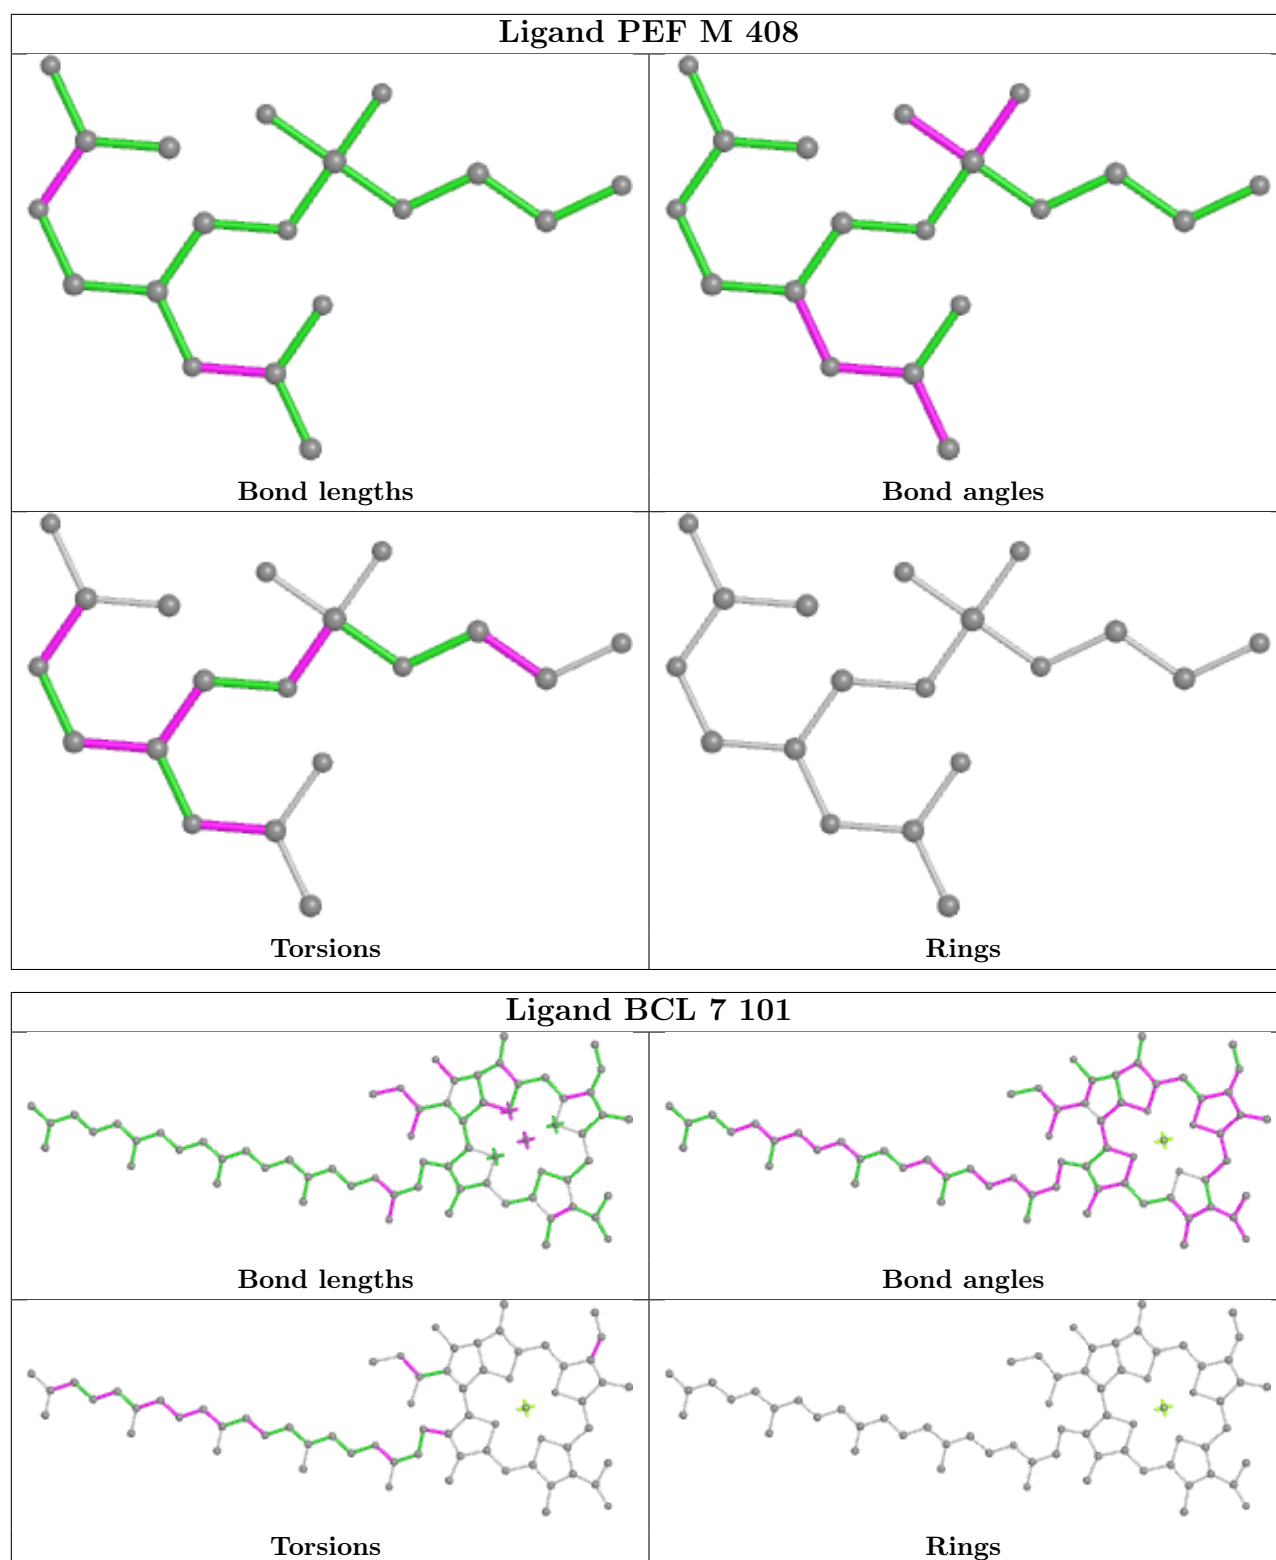 Ligand PEF M 408
Bond lengths
Bond angles
Torsions
Rings
Ligand BCL 7 101
Bond lengths
Bond angles
Torsions
Rings